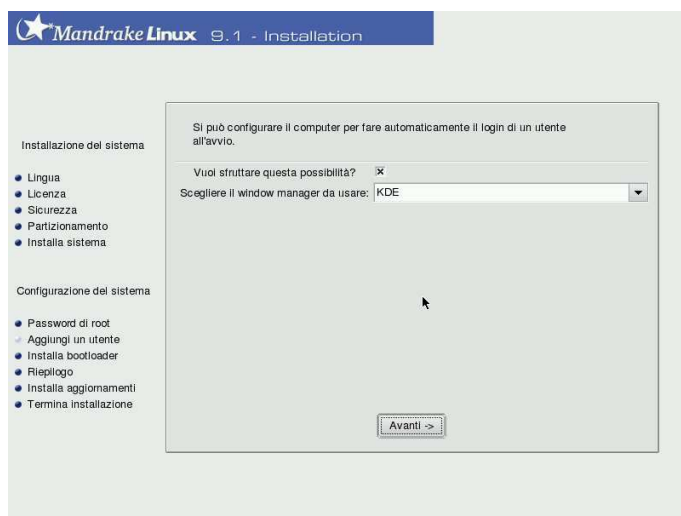 Mandrake Linux 9.1 - Installation
Installazione del sistema
Lingua
Licenza
Sicurezza
Partizionamento
Installa sistema
Configurazione del sistema
Password di root
Aggiungi un utente
Installa bootloader
Riepilogo
Installa aggiornamenti
Termina installazione
Si può configurare il computer per fare automaticamente il login di un utente
all'avvio.
Vuoi sfruttare questa possibilità?
Scegliere il window manager da usare: KDE
Avanti ->